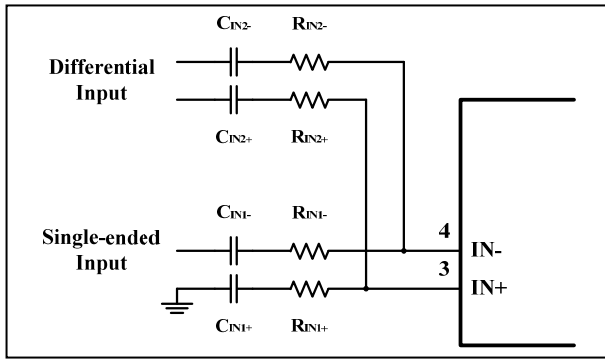 CIN2- RIN2-
Differential
Input
CIN2+ RIN2+
CIN1- RIN1-
Single-ended
Input
4
IN-
3
IN+
CIN1+ RIN1+